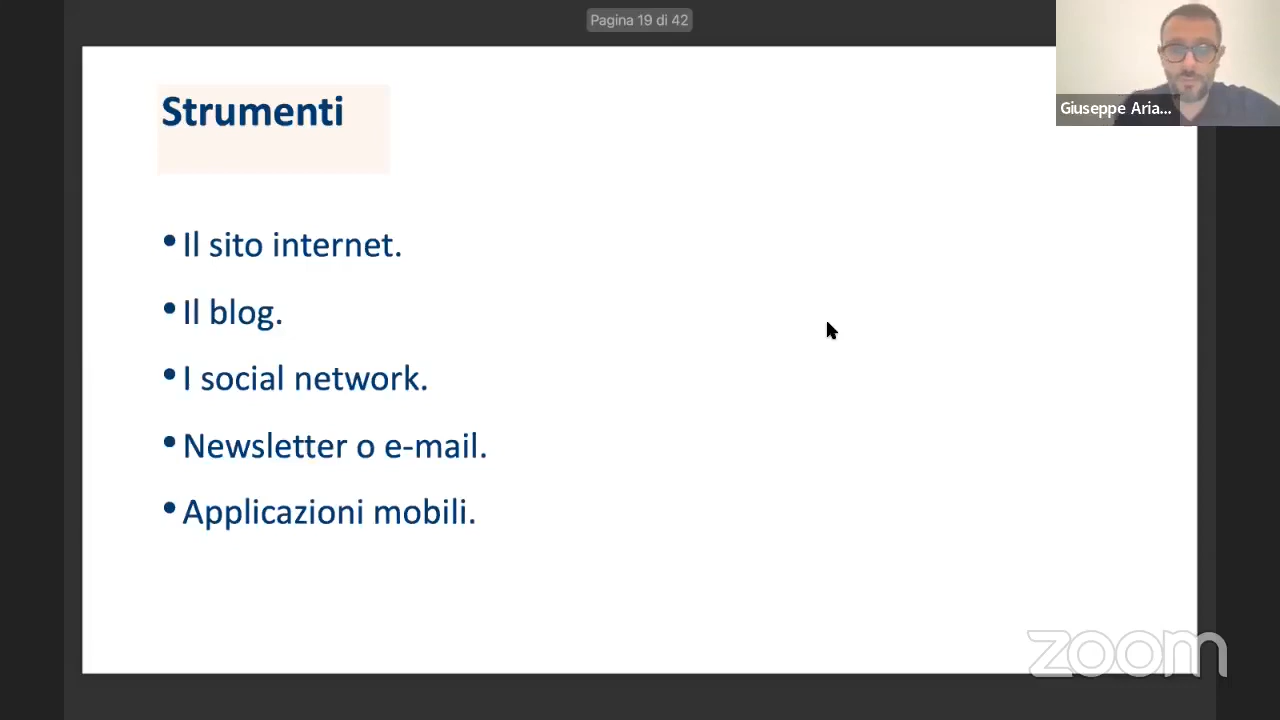 Pagina 19 di 42
Giuseppe Aria...
Strumenti
• Il sito internet.
• Il blog.
• I social network.
• Newsletter o e-mail.
• Applicazioni mobili.
zoom